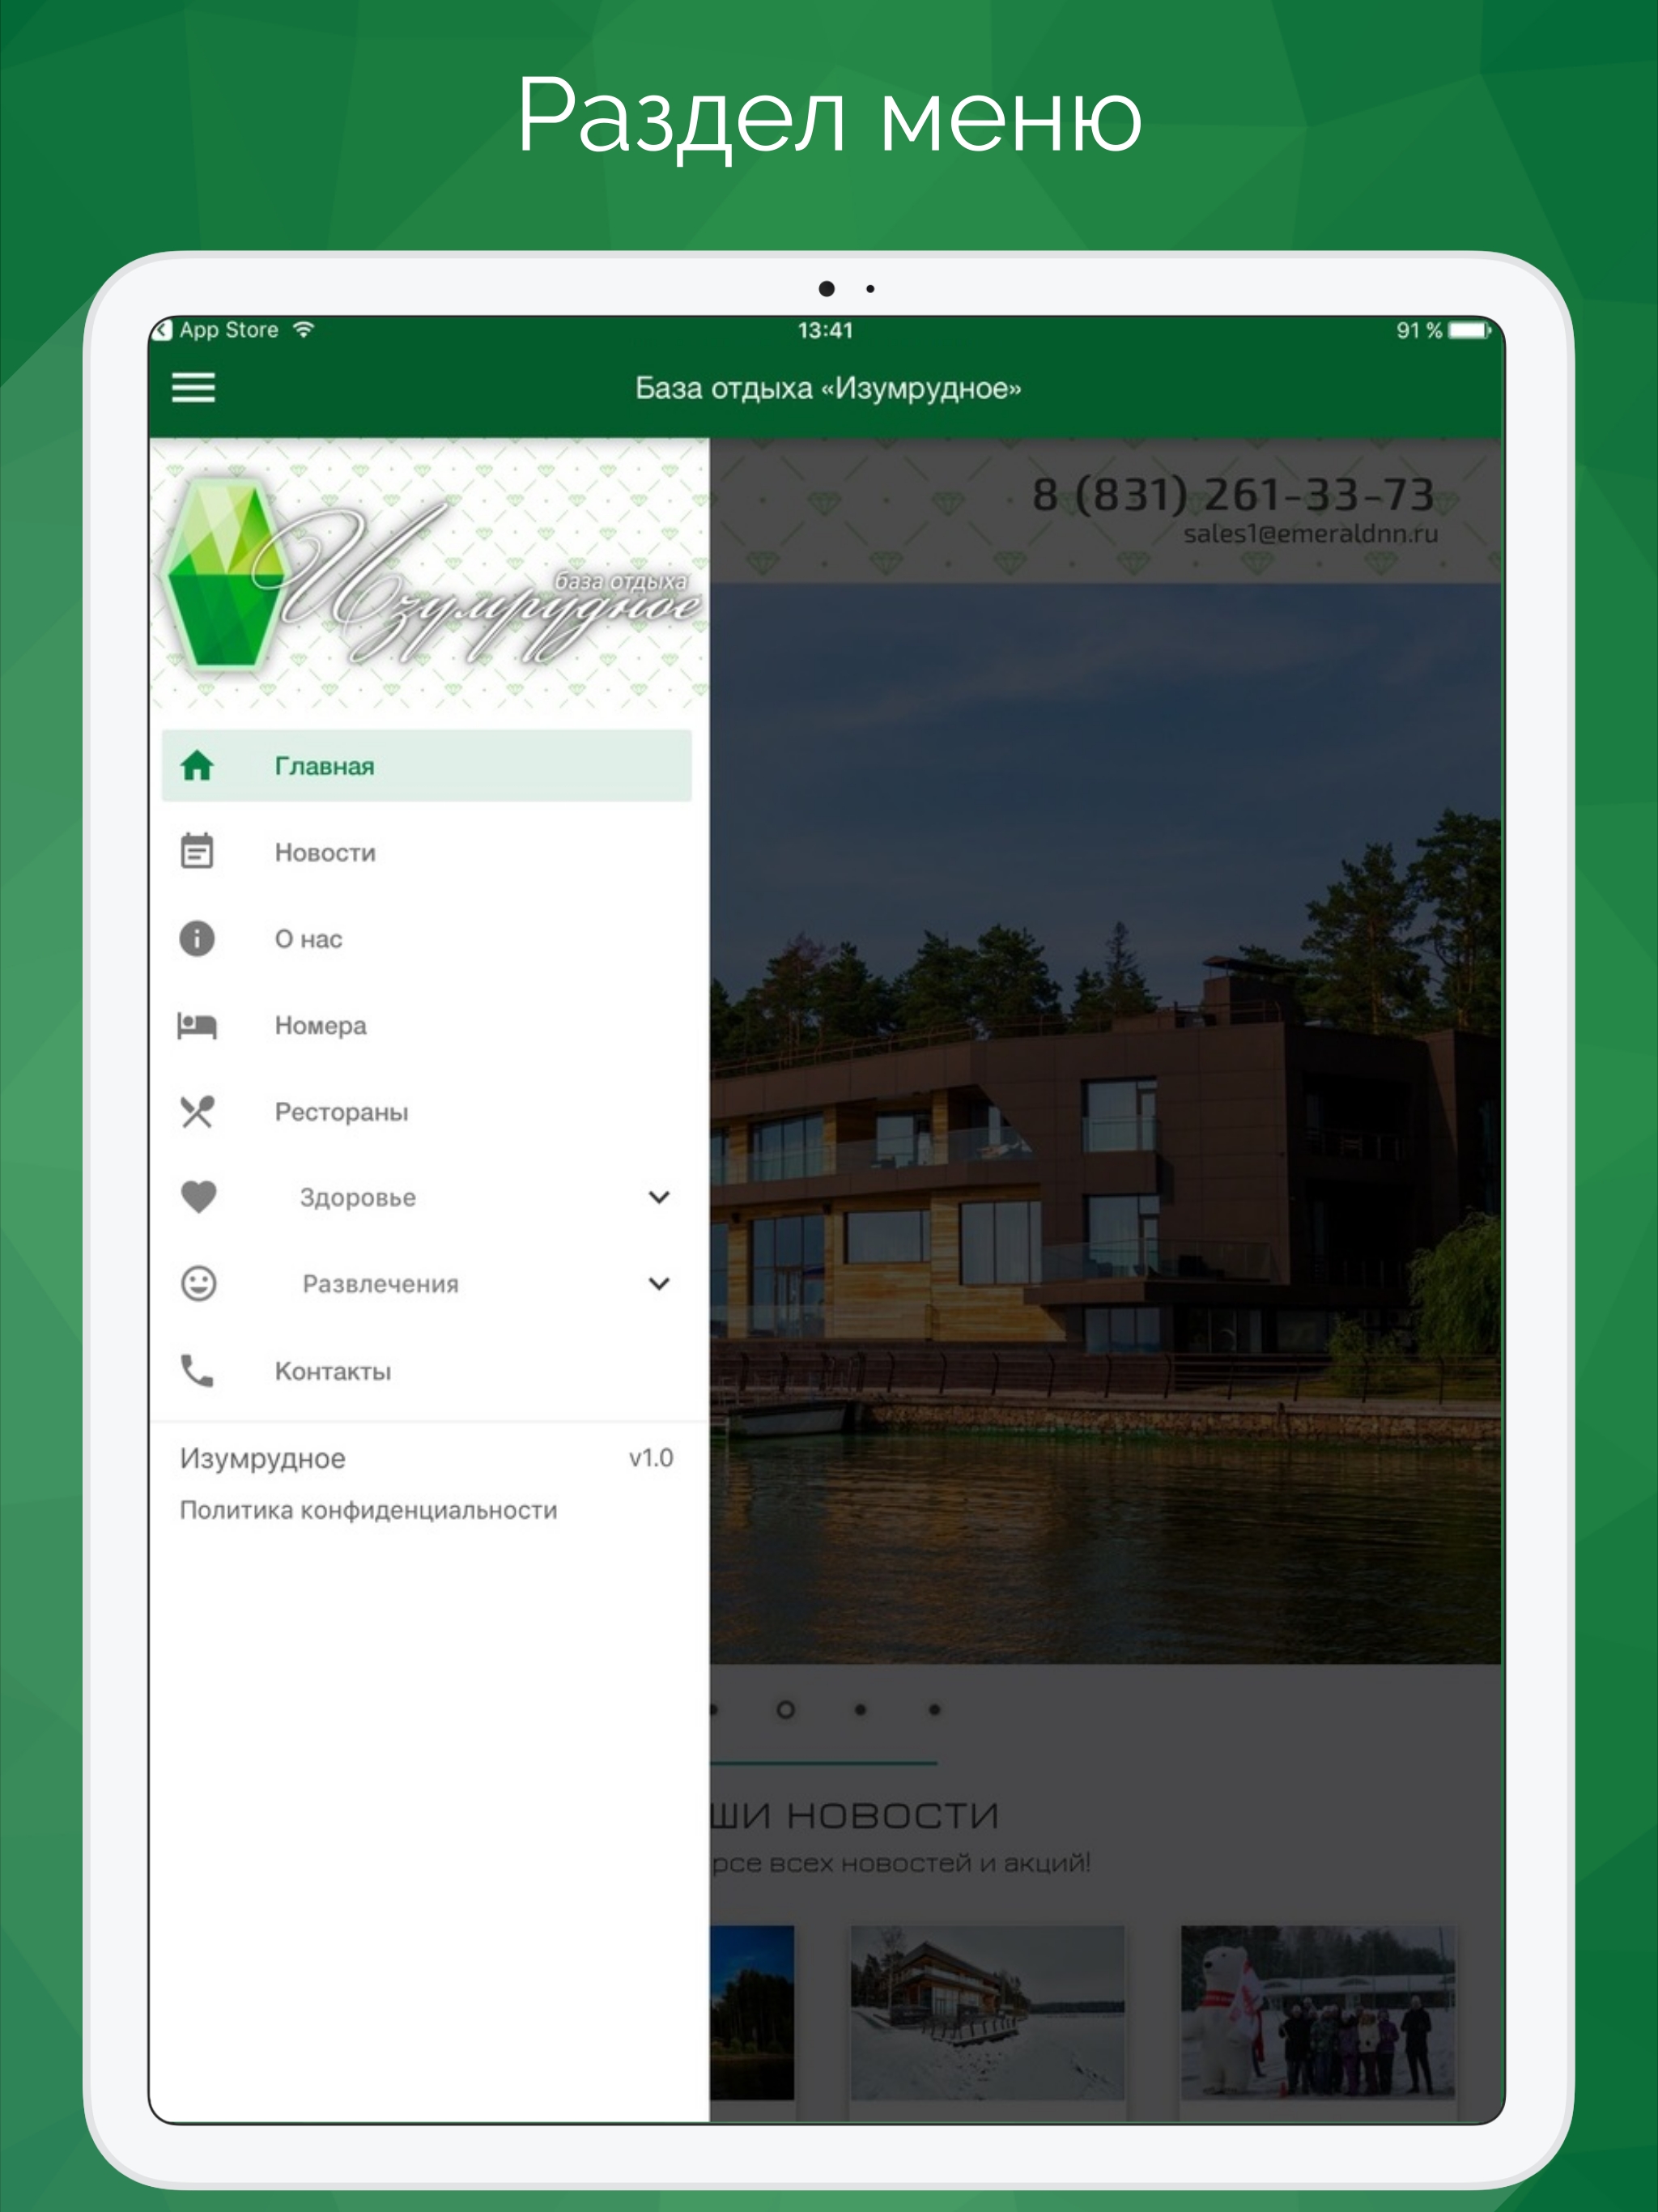 Раздел меню
App Store
13:41
91 %
База отдыха «Изумрудное»
база отдыха
Изумрудное
8 (831) 261-33-73
sales1@emeraldnn.ru
Главная
Новости
О нас
Номера
Рестораны
Здоровье
Развлечения
Контакты
Изумрудное v1.0
Политика конфиденциальности
ши новости
рсе всех новостей и акций!